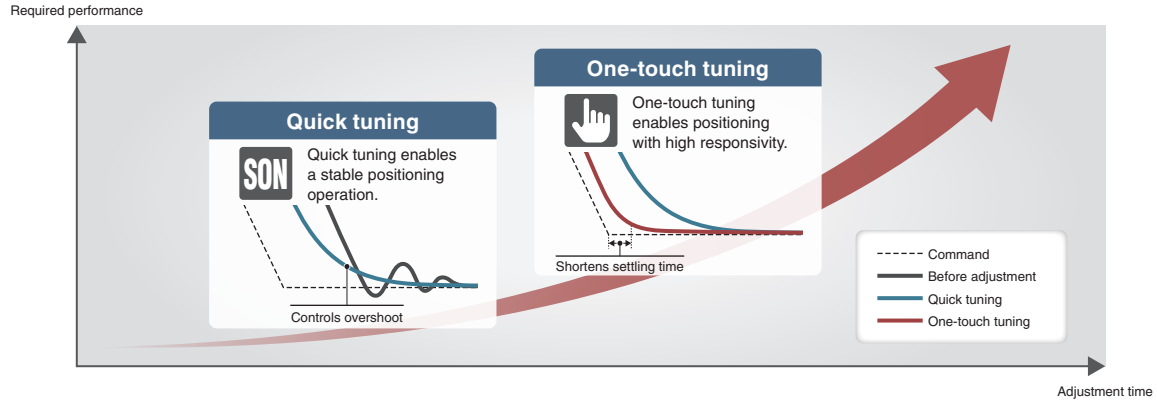 Required performance
Quick tuning
SON
Quick tuning enables
a stable positioning
operation.
Controls overshoot
One-touch tuning
One-touch tuning
enables positioning
with high responsivity.
Shortens settling time
Command
Before adjustment
Quick tuning
One-touch tuning
Adjustment time